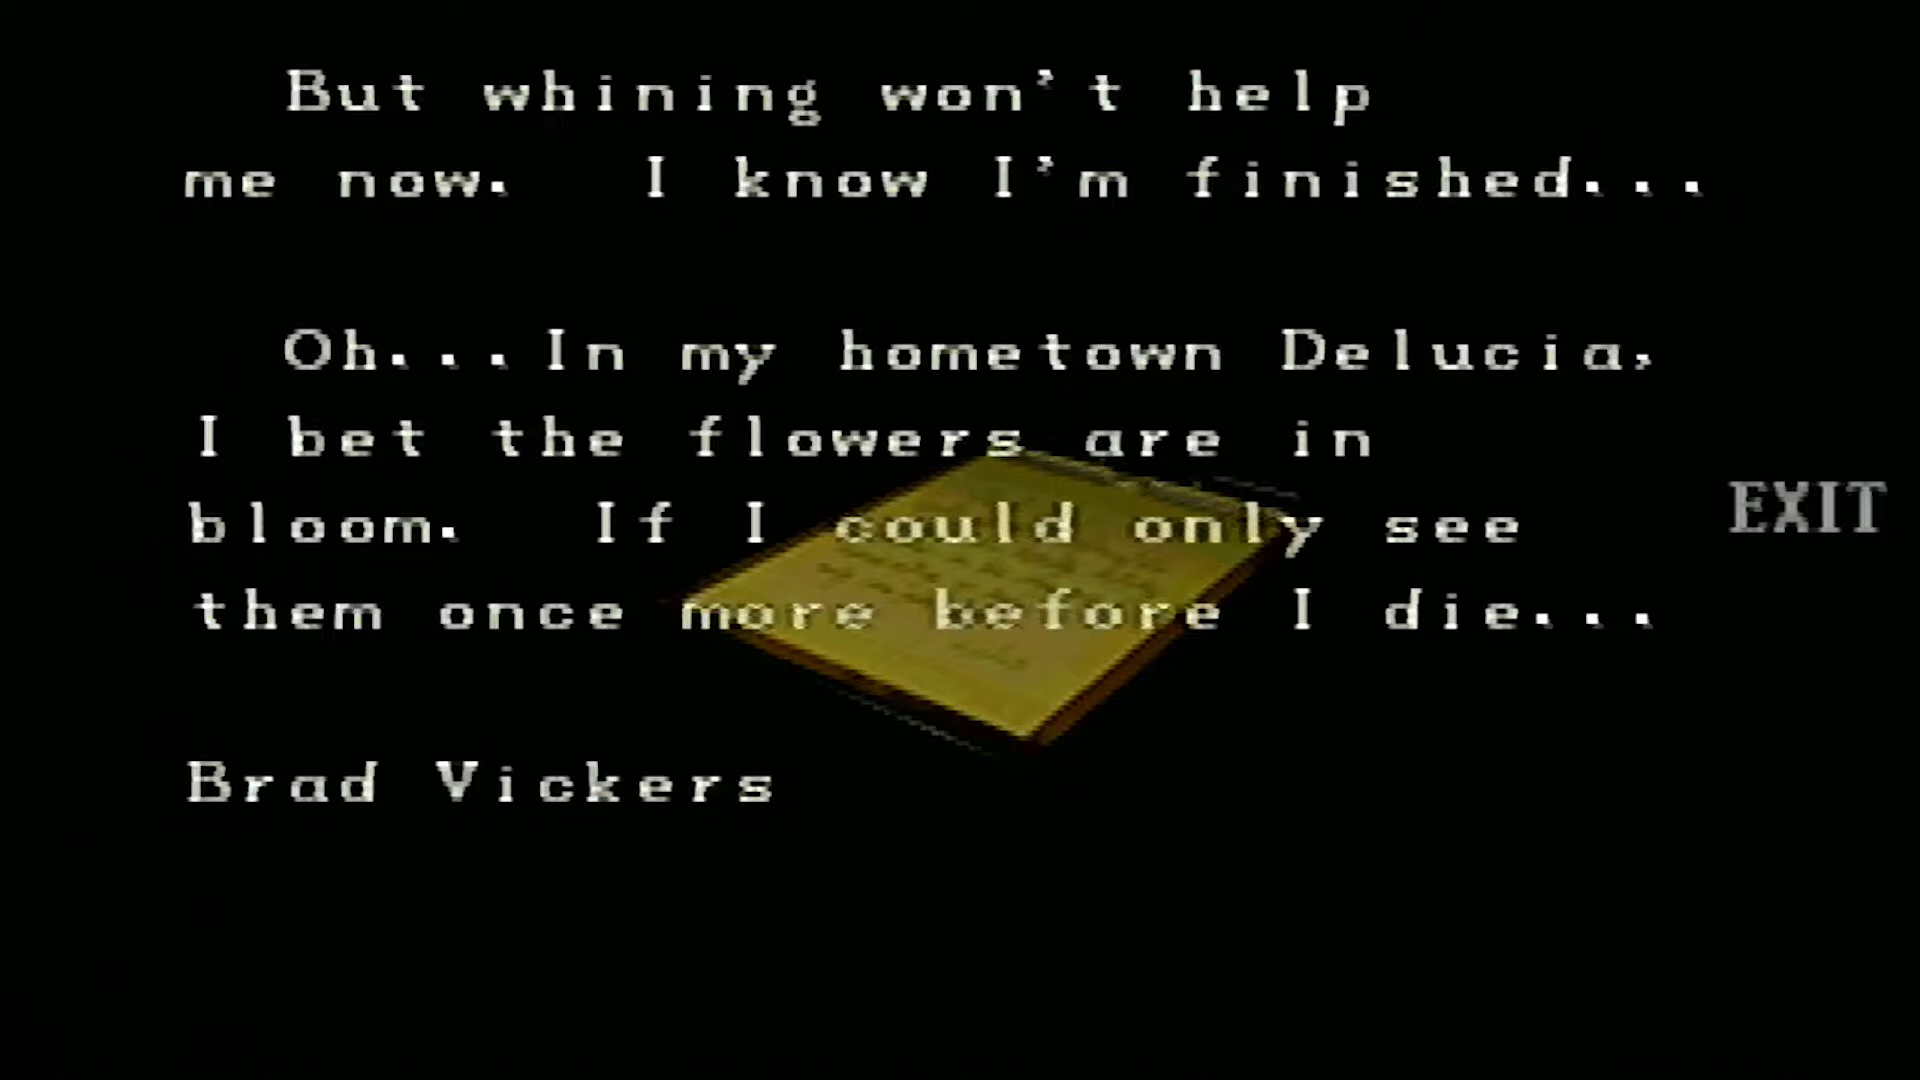 But whining won't help
me now.  I know I'm finished...
Oh...In my hometown Delucia,
I bet the flowers are in
bloom.  If I could only see
EXIT
them once more before I die...
Brad Vickers